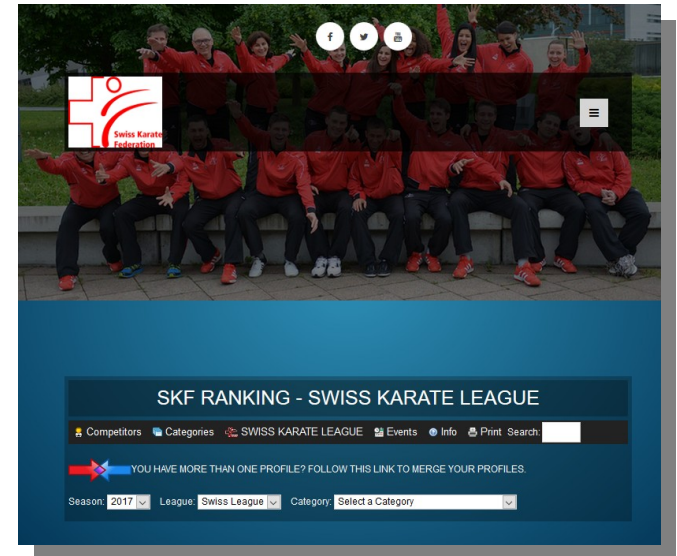 Swiss Karate
Federation
SKF RANKING - SWISS KARATE LEAGUE
Competitors Categories SWISS KARATE LEAGUE Events Info Print Search:
YOU HAVE MORE THAN ONE PROFILE? FOLLOW THIS LINK TO MERGE YOUR PROFILES.
Season: 2017 League: Swiss League Category: Select a Category